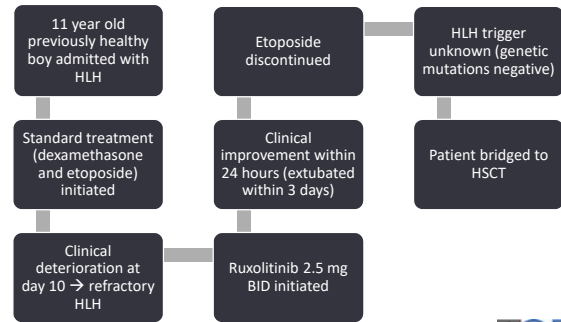 11 year old
previously healthy
boy admitted with
HLH
Standard treatment
(dexamethasone
and etoposide)
initiated
Clinical
deterioration at
day 10 → refractory
HLH
Ruxolitinib 2.5 mg
BID initiated
Clinical
improvement within
24 hours (extubated
within 3 days)
Etoposide
discontinued
HLH trigger
unknown (genetic
mutations negative)
Patient bridged to
HSCT